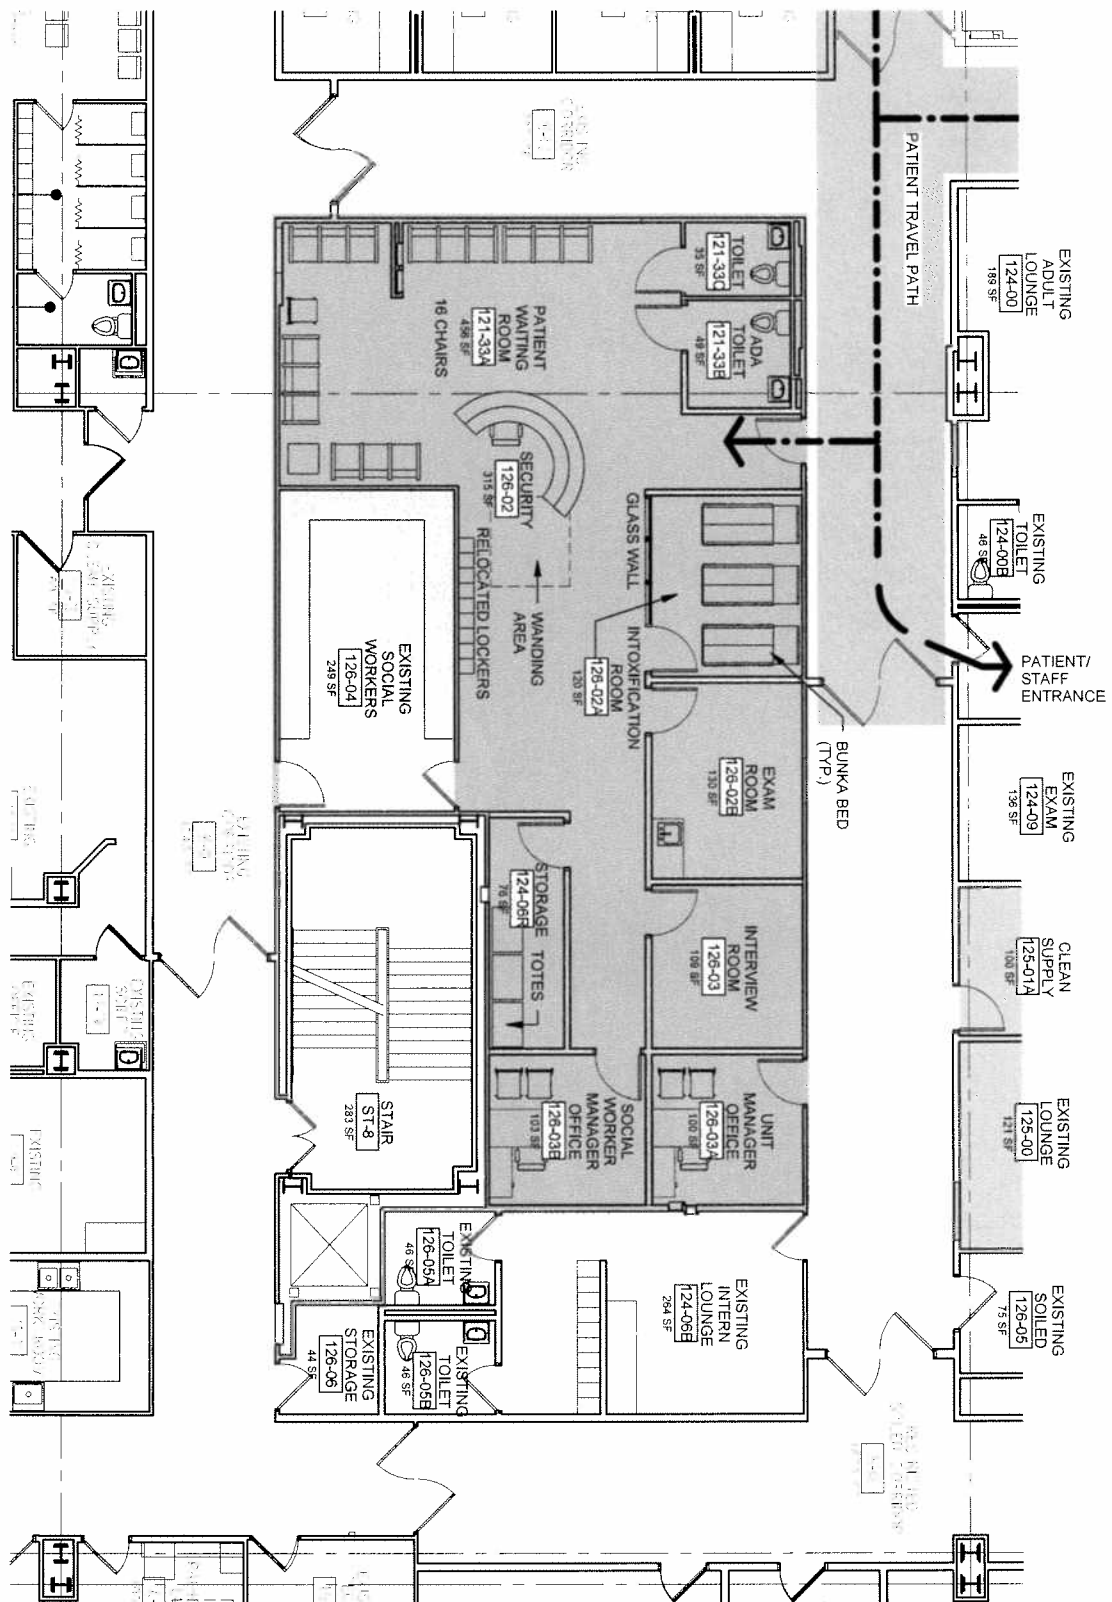 PATIENT TRAVEL PATH
EXISTING
ADULT
LOUNGE
124-00
189 SF
TOILET
121-33C
35 SF
ADA
TOILET
121-33B
49 SF
PATIENT
WAITING
ROOM
121-33A
456 SF
16 CHAIRS
SECURITY
126-02
315 SF
GLASS WALL
EXISTING
TOILET
124-00B
46 SF
RELOCATED LOCKERS
WANDING
AREA
INTOXIFICATION
ROOM
126-02A
120 SF
EXISTING
SOCIAL
WORKERS
126-04
249 SF
PATIENT/
STAFF
ENTRANCE
BUNKA BED
(TYP.)
EXAM
ROOM
126-02B
130 SF
EXISTING
EXAM
124-09
136 SF
STORAGE
124-06R
76 SF
TOTES
INTERVIEW
ROOM
126-03
109 SF
CLEAN
SUPPLY
125-01A
100 SF
STAIR
ST-8
283 SF
SOCIAL
WORKER
MANAGER
OFFICE
126-03B
103 SF
UNIT
MANAGER
OFFICE
126-03A
100 SF
EXISTING
LOUNGE
125-00
121 SF
EXISTING
TOILET
126-05A
46 SF
EXISTING
INTERN
LOUNGE
124-06B
264 SF
EXISTING
SOILED
126-05
75 SF
EXISTING
STORAGE
126-06
44 SF
EXISTING
TOILET
126-05B
46 SF
EXISTING